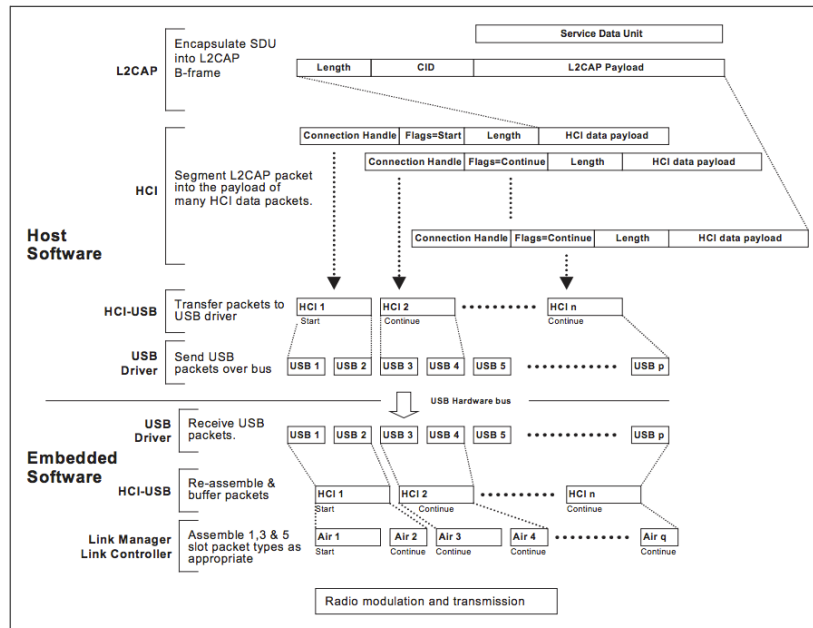 Service Data Unit
L2CAP
Encapsulate SDU
into L2CAP
B-frame
Length CID L2CAP Payload
Host
Software
HCI
Segment L2CAP packet
into the payload of
many HCI data packets.
Connection Handle Flags=Start Length HCI data payload
Connection Handle Flags=Continue Length HCI data payload
Connection Handle Flags=Continue Length HCI data payload
HCI-USB
Transfer packets to
USB driver
HCI 1 HCI 2 HCI n
Start Continue Continue
USB
Driver
Send USB
packets over bus
USB 1 USB 2 USB 3 USB 4 USB 5 USB p
USB Hardware bus
Embedded
Software
USB
Driver
Receive USB
packets.
USB 1 USB 2 USB 3 USB 4 USB 5 USB p
HCI-USB
Re-assemble &
buffer packets
HCI 1 HCI 2 HCI n
Start Continue Continue
Link Manager
Link Controller
Assemble 1,3 & 5
slot packet types as
appropriate
Air 1 Air 2 Air 3 Air 4 Air q
Start Continue Continue Continue Continue
Radio modulation and transmission